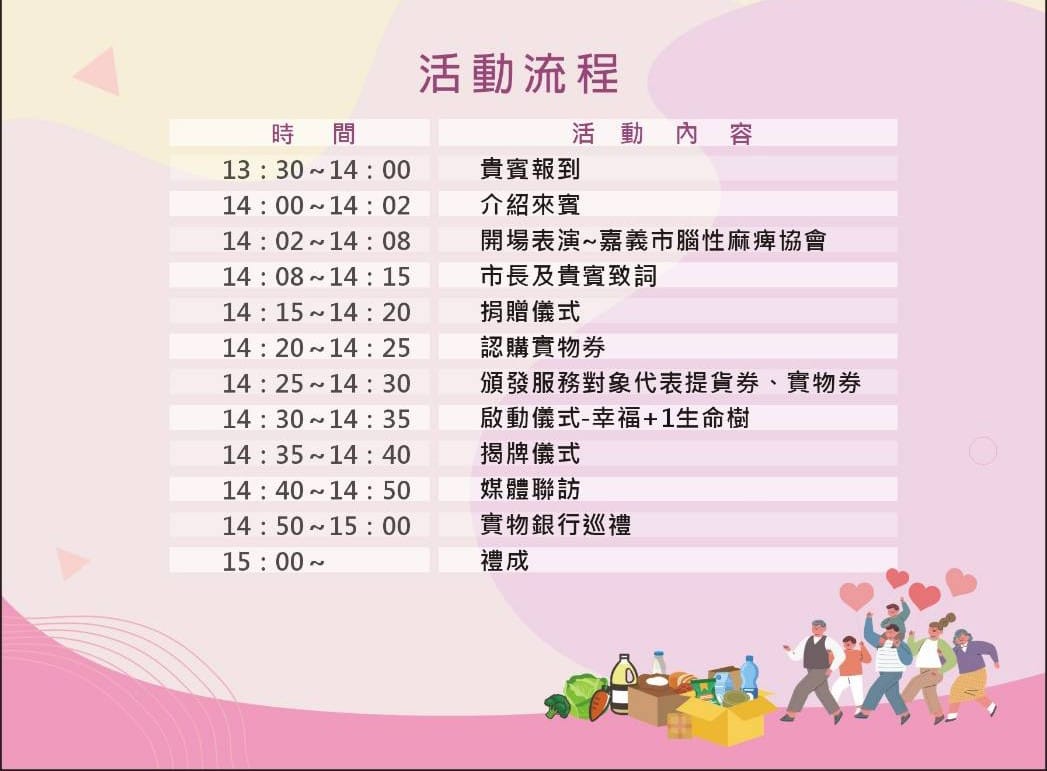 活動流程
時間 活動內容
13：30～14：00 貴賓報到
14：00～14：02 介紹來賓
14：02～14：08 開場表演~嘉義市腦性麻痺協會
14：08～14：15 市長及貴賓致詞
14：15～14：20 捐贈儀式
14：20～14：25 認購實物券
14：25～14：30 頒發服務對象代表提貨券、實物券
14：30～14：35 啟動儀式-幸福+1生命樹
14：35～14：40 揭牌儀式
14：40～14：50 媒體聯訪
14：50～15：00 實物銀行巡禮
15：00～ 禮成